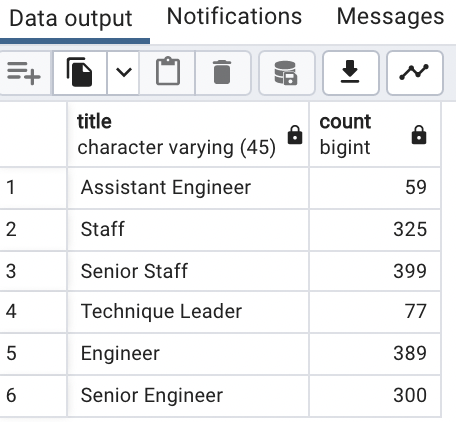 Data output Notifications Messages
title count
character varying (45) bigint
1 Assistant Engineer 59
2 Staff 325
3 Senior Staff 399
4 Technique Leader 77
5 Engineer 389
6 Senior Engineer 300